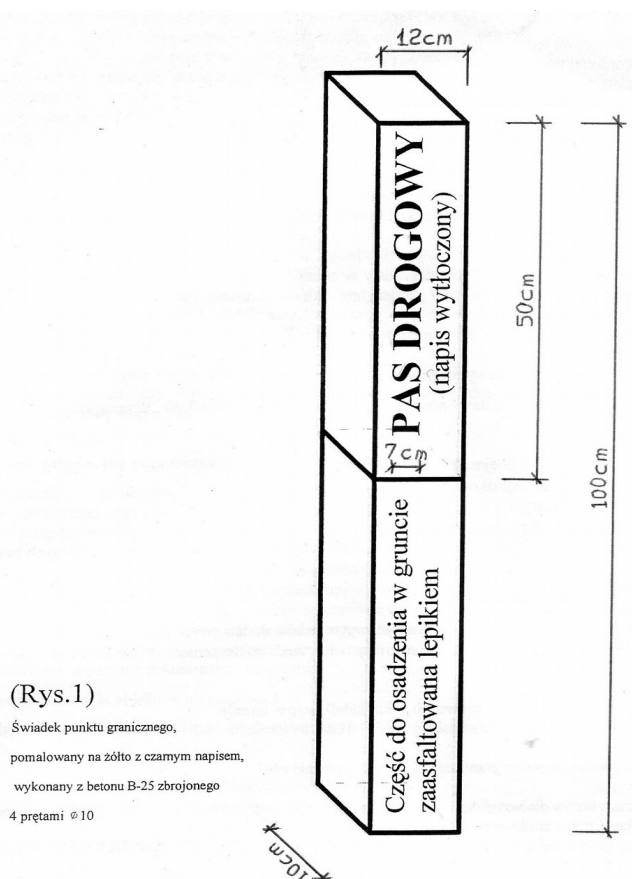 12cm
PAS DROGOWY
(napis wytłoczony)
50cm
100cm
7cm
Część do osadzenia w gruncie
zaasfaltowana lepikiem
(Rys.1)
Świadek punktu granicznego,
pomalowany na żółto z czarnym napisem,
wykonany z betonu B-25 zbrojonego
4 prętami ⌀10
10cm